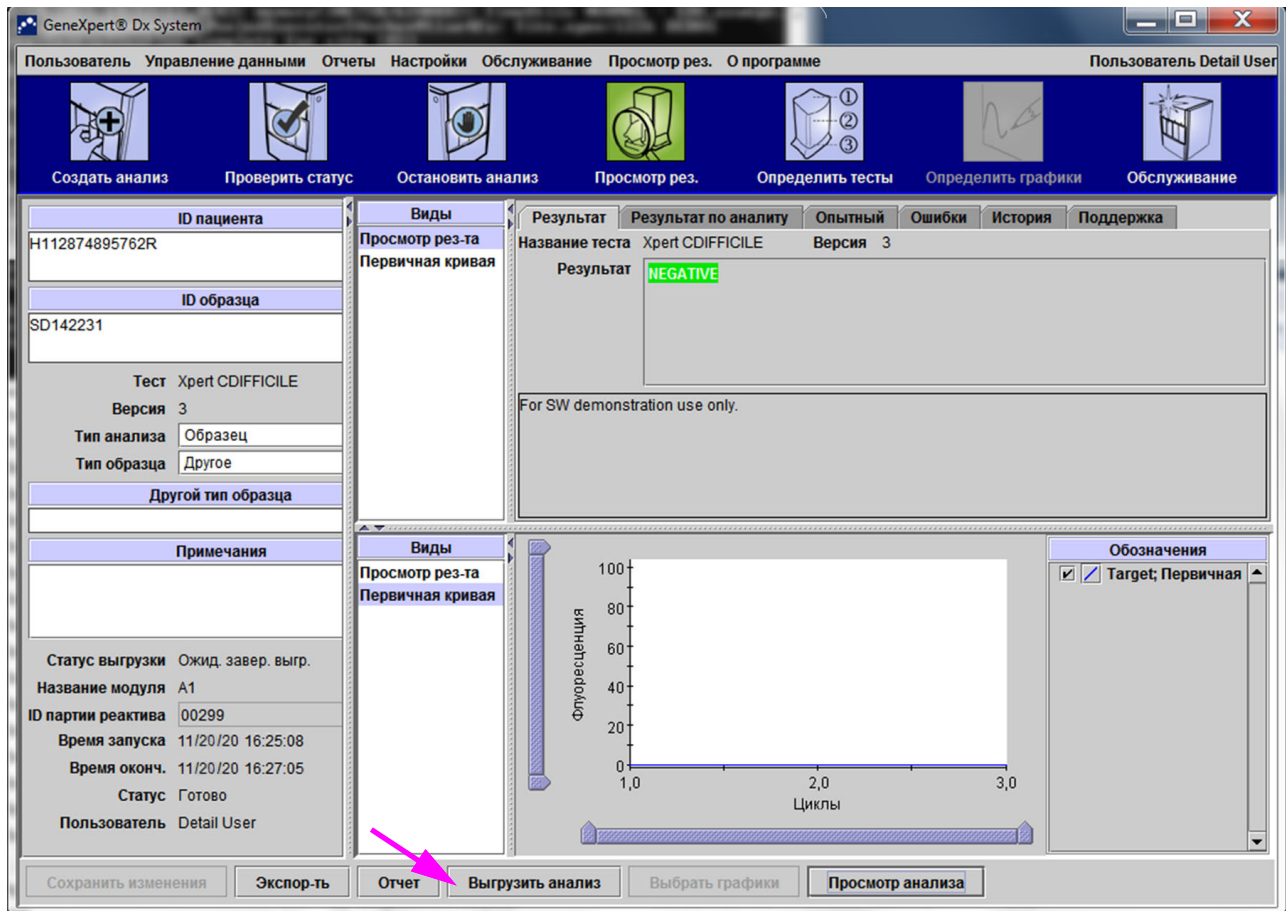 GeneXpert® Dx System
Пользователь Управление данными Отчеты Настройки Обслуживание Просмотр рез. О программе Пользователь Detail User
① ② ③
Создать анализ Проверить статус Остановить анализ Просмотр рез. Определить тесты Определить графики Обслуживание
ID пациента
H112874895762R
ID образца
SD142231
Тест Xpert CDIFFICILE
Версия 3
Тип анализа Образец
Тип образца Другое
Другой тип образца
Примечания
Статус выгрузки Ожид. завер. выгр.
Название модуля A1
ID партии реактива 00299
Время запуска 11/20/20 16:25:08
Время оконч. 11/20/20 16:27:05
Статус Готово
Пользователь Detail User
Виды
Просмотр рез-та
Первичная кривая
Результат Результат по аналиту Опытный Ошибки История Поддержка
Название теста Xpert CDIFFICILE Версия 3
Результат NEGATIVE
For SW demonstration use only.
Виды
Просмотр рез-та
Первичная кривая
Флуоресценция
100
80
60
40
20
0
1,0 2,0 3,0
Циклы
Обозначения
Target; Первичная
Сохранить изменения Экспор-ть Отчет Выгрузить анализ Выбрать графики Просмотр анализа